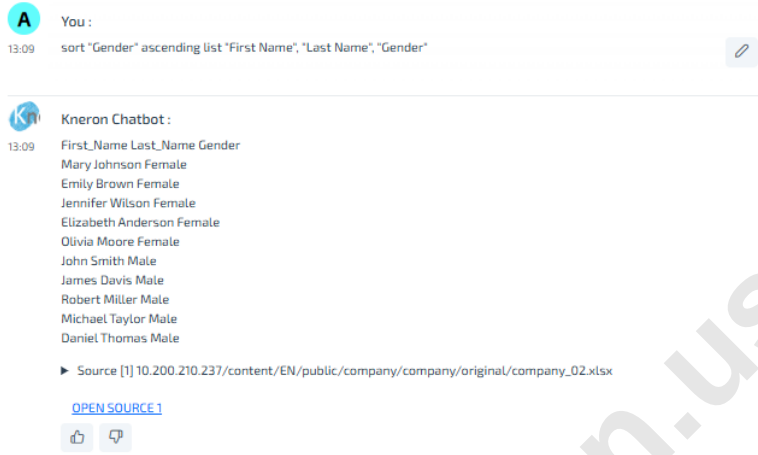 A
You :
13:09
sort "Gender" ascending list "First Name", "Last Name", "Gender"
Kn
Kneron Chatbot :
13:09
First_Name Last_Name Gender
Mary Johnson Female
Emily Brown Female
Jennifer Wilson Female
Elizabeth Anderson Female
Olivia Moore Female
John Smith Male
James Davis Male
Robert Miller Male
Michael Taylor Male
Daniel Thomas Male
Source [1] 10.200.210.237/content/EN/public/company/company/original/company_02.xlsx
OPEN SOURCE 1
n.us